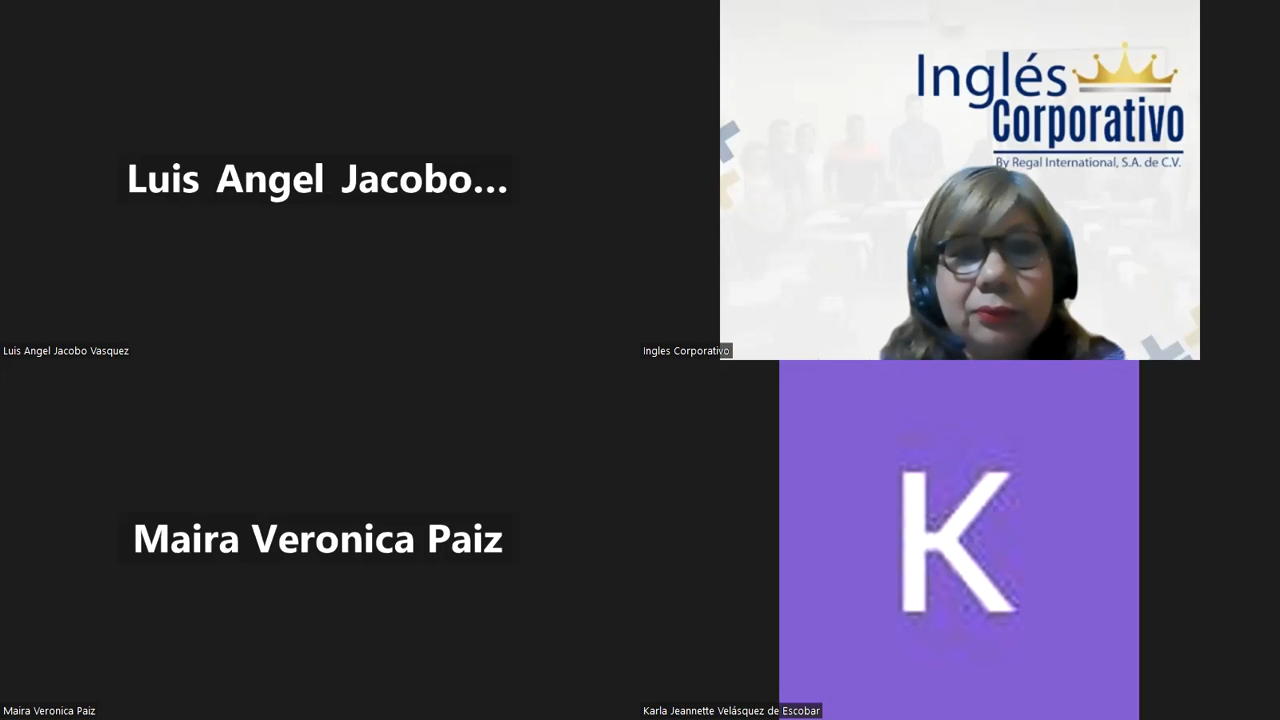 Luis Angel Jacobo...
Luis Angel Jacobo Vasquez
Inglés
Corporativo
By Regal International, S.A. de C.V.
Ingles Corporativo
Maira Veronica Paiz
Maira Veronica Paiz
K
Karla Jeannette Velásquez de Escobar